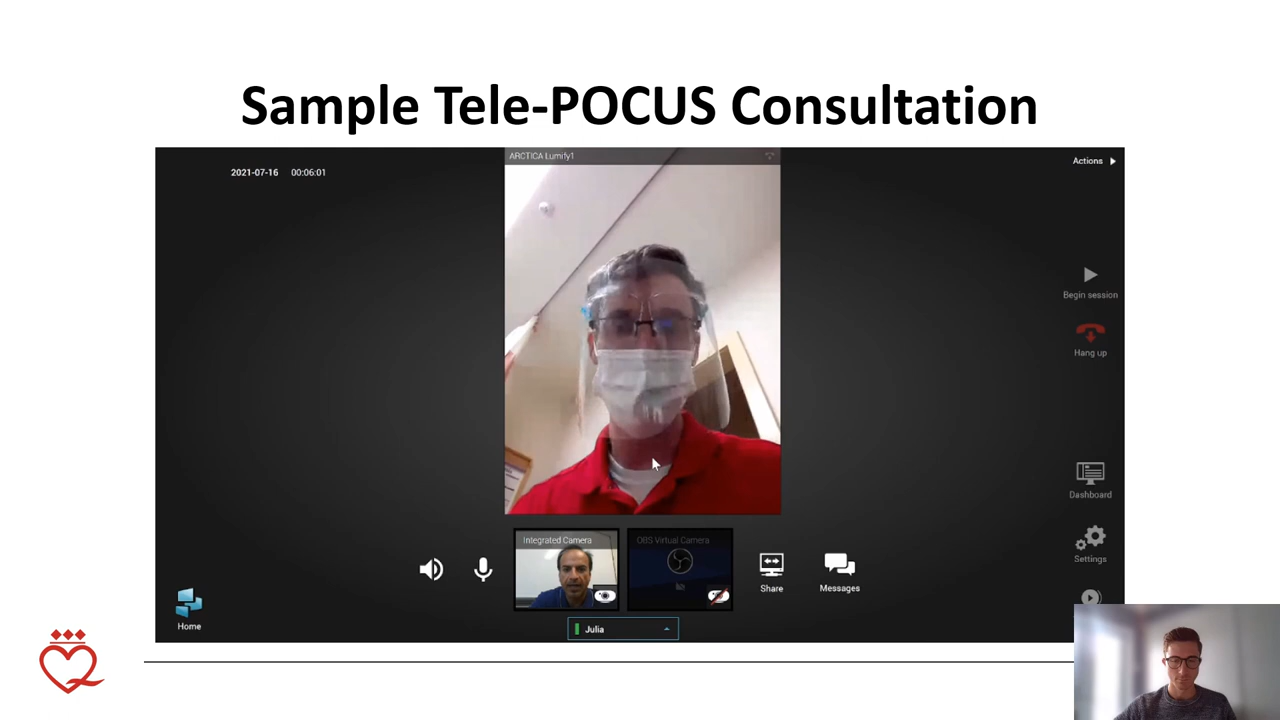 Sample Tele-POCUS Consultation
ARCTICA Lumify1
Actions
2021-07-16 00:06:01
Begin session
Hang up
Dashboard
Integrated Camera
OBS Virtual Camera
Settings
Share
Messages
Home
Julia